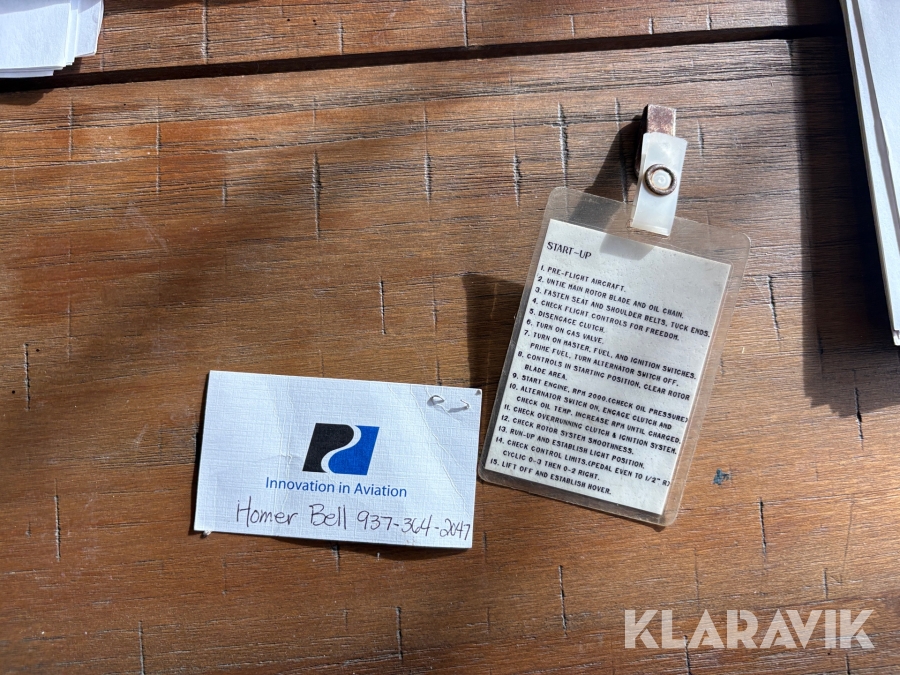 START-UP
1. PRE-FLIGHT AIRCRAFT.
2. UNTIE MAIN ROTOR BLADE AND OIL CHAIN.
3. FASTEN SEAT AND SHOULDER BELTS, TUCK ENDS.
4. CHECK FLIGHT CONTROLS FOR FREEDOM.
5. DISENGAGE CLUTCH.
6. TURN ON GAS VALVE.
7. TURN ON MASTER, FUEL, AND IGNITION SWITCHES.
PRIME FUEL, TURN ALTERNATOR SWITCH OFF.
8. CONTROLS IN STARTING POSITION, CLEAR ROTOR
BLADE AREA.
9. START ENGINE, RPM 2000.(CHECK OIL PRESSURE)
10. ALTERNATOR SWITCH ON, ENGAGE CLUTCH AND
CHECK OIL TEMP. INCREASE RPM UNTIL CHARGED.
11. CHECK OVERRUNNING CLUTCH & IGNITION SYSTEM.
12. CHECK ROTOR SYSTEM SMOOTHNESS.
13. RUN-UP AND ESTABLISH LIGHT POSITION.
14. CHECK CONTROL LIMITS.(PEDAL EVEN TO 1/2" R)
CYCLIC 0-3 THEN 0-2 RIGHT.
15. LIFT OFF AND ESTABLISH HOVER.
Innovation in Aviation
Homer Bell 937-364-2047
KLARAVIK